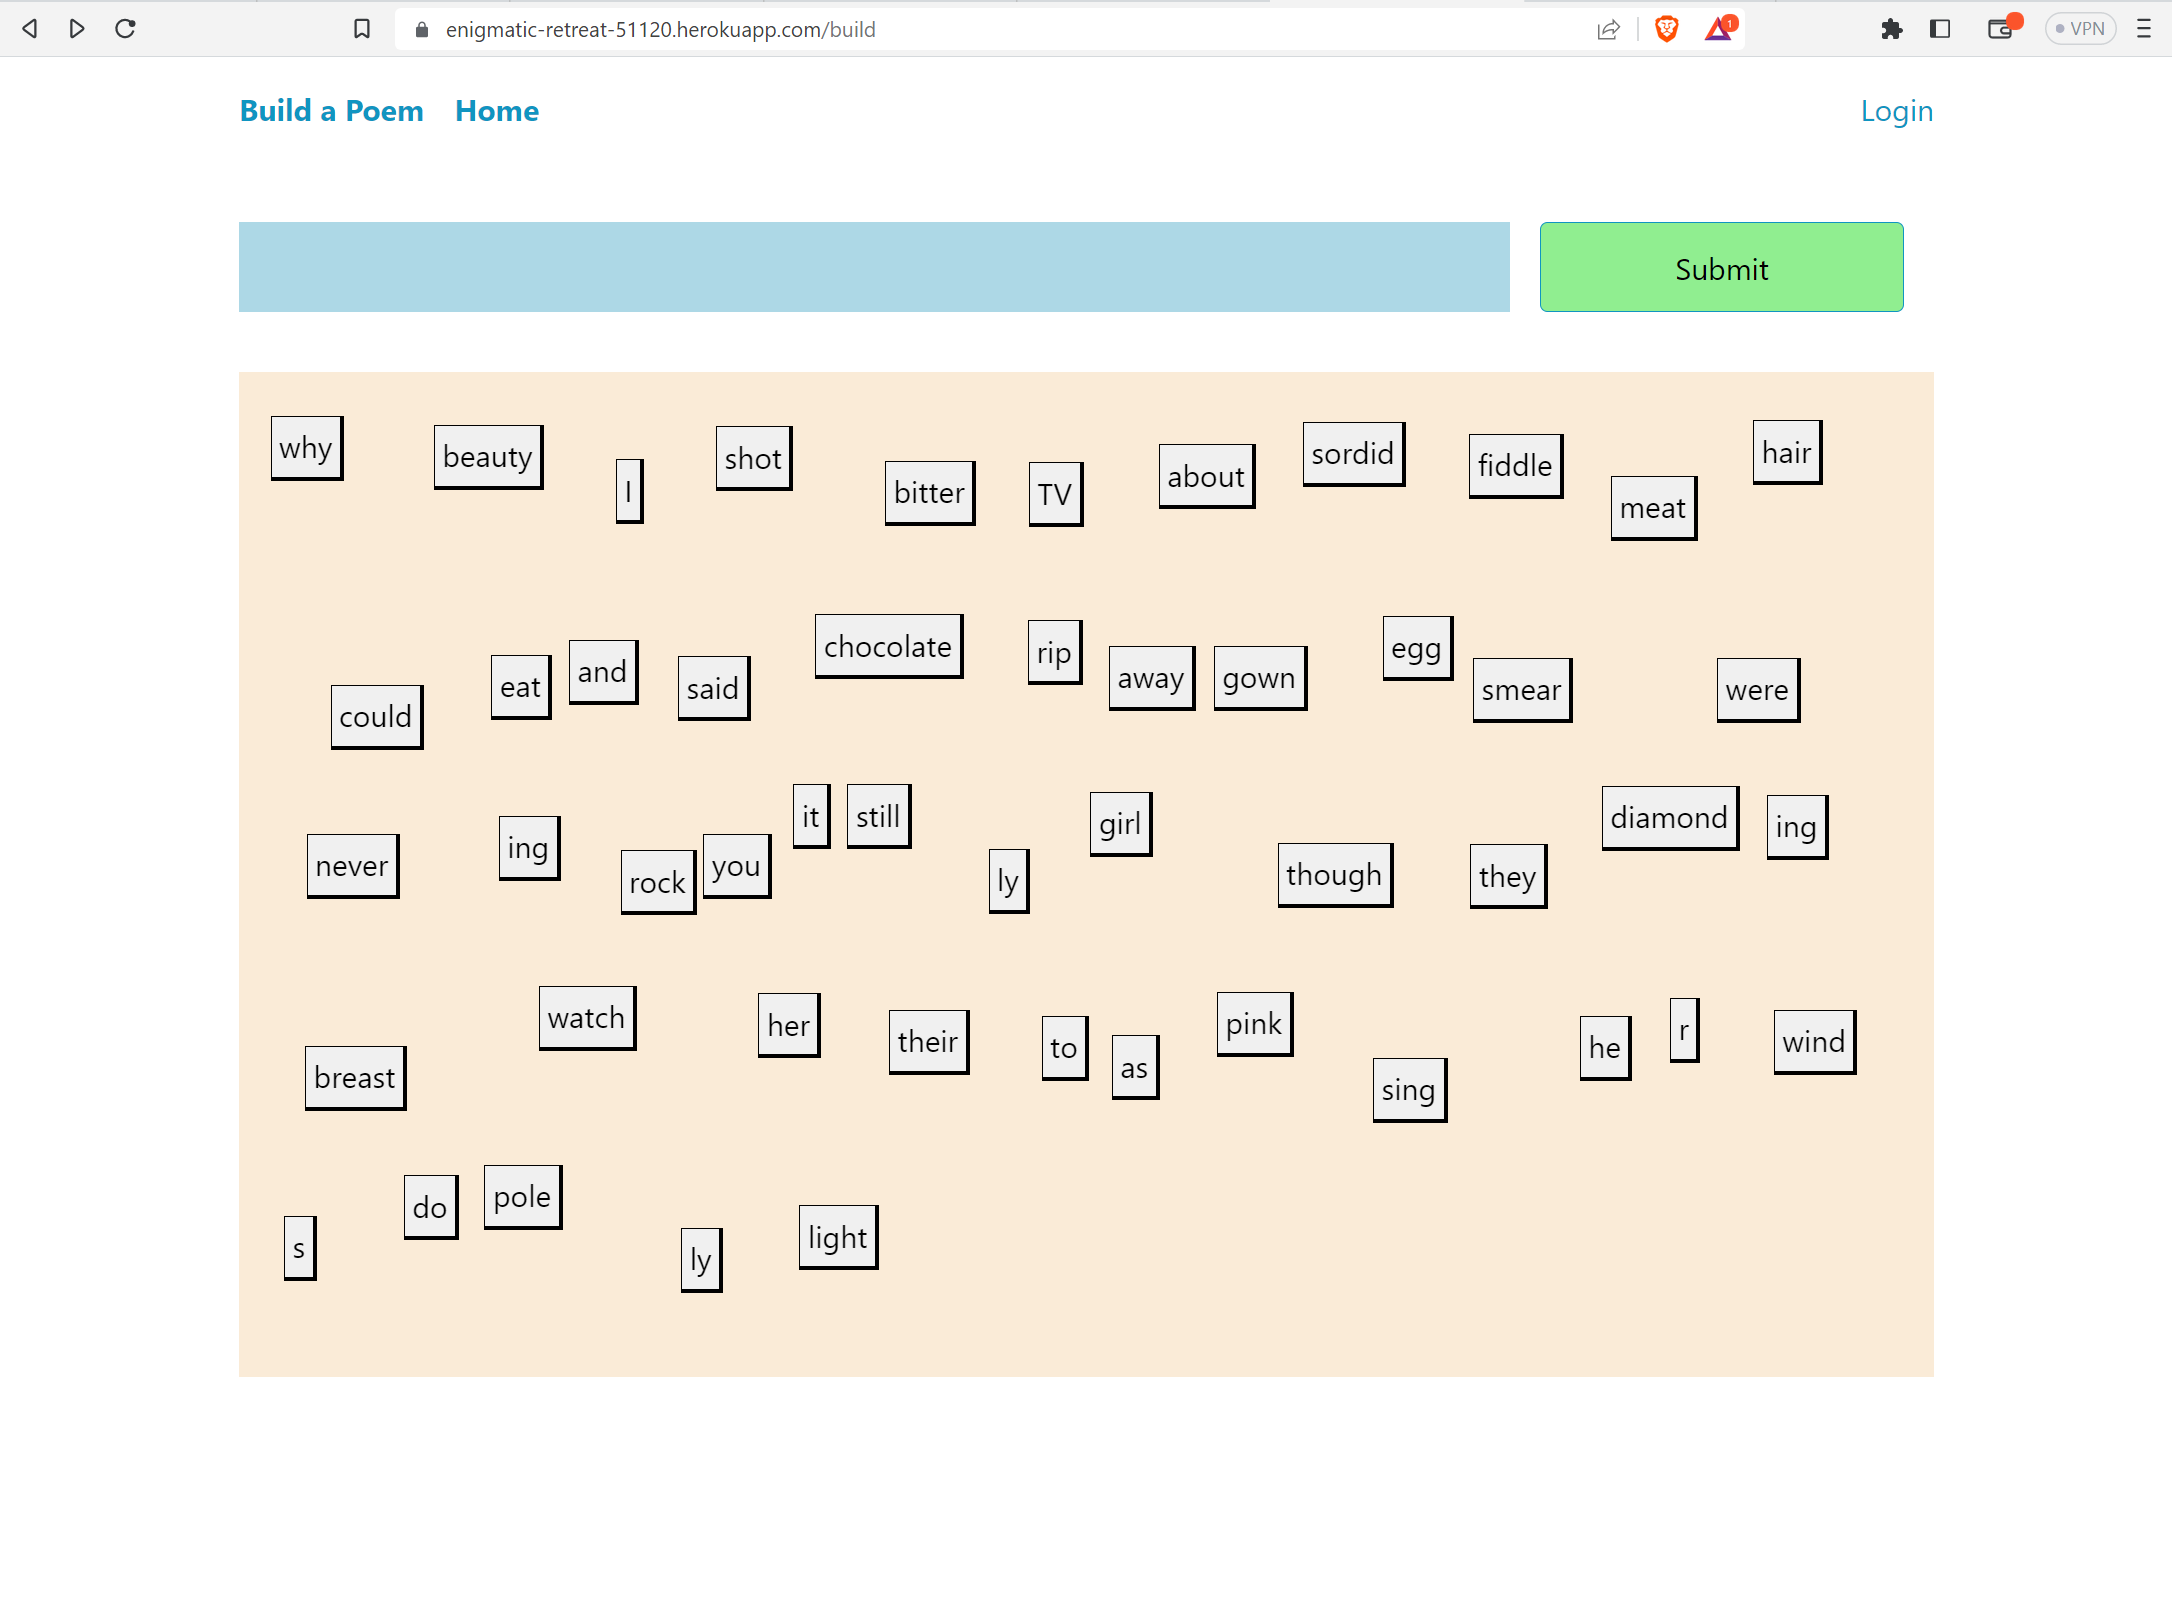 enigmatic-retreat-51120.herokuapp.com/build 1 VPN
Build a Poem Home Login
Submit
why beauty I shot bitter TV about sordid fiddle meat hair
could eat and said chocolate rip away gown egg smear were
never ing rock you it still ly girl though they diamond ing
breast watch her their to as pink sing he r wind
s do pole ly light